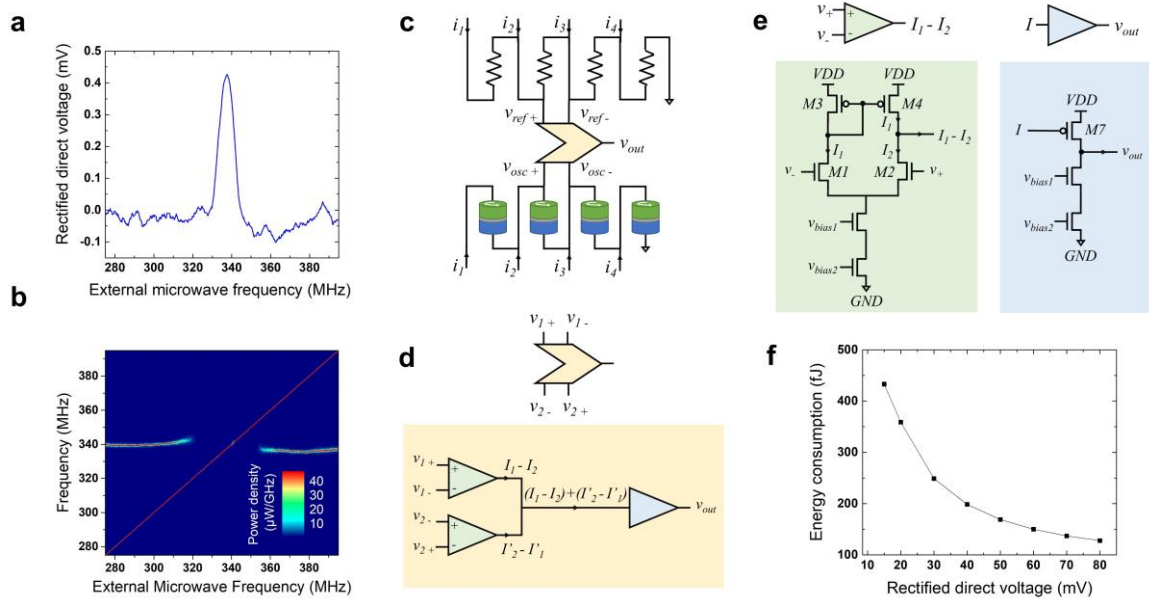 a
Rectified direct voltage (mV)
0.5
0.4
0.3
0.2
0.1
0.0
-0.1
280 300 320 340 360 380
External microwave frequency (MHz)
b
Frequency (MHz)
380
360
340
320
300
280
Power density
(µW/GHz)
40
30
20
10
280 300 320 340 360 380
External Microwave Frequency (MHz)
c
i1 i2 i3 i4
vref + vref -
vout
vosc + vosc -
i1 i2 i3 i4
d
v1 + v1 -
v2 - v2 +
v1 + + I1 - I2
v1 - -
(I1 - I2)+(I'2 - I'1)
vout
v2 - +
v2 + - I'2 - I'1
e
v+ + I1 - I2
v- -
I vout
VDD VDD
M3 M4
I1
I1 - I2
I1 I2
v- M1 M2 v+
vbias1
vbias2
GND
VDD
I M7
vout
vbias1
vbias2
GND
f
Energy consumption (fJ)
500
400
300
200
100
10 20 30 40 50 60 70 80
Rectified direct voltage (mV)